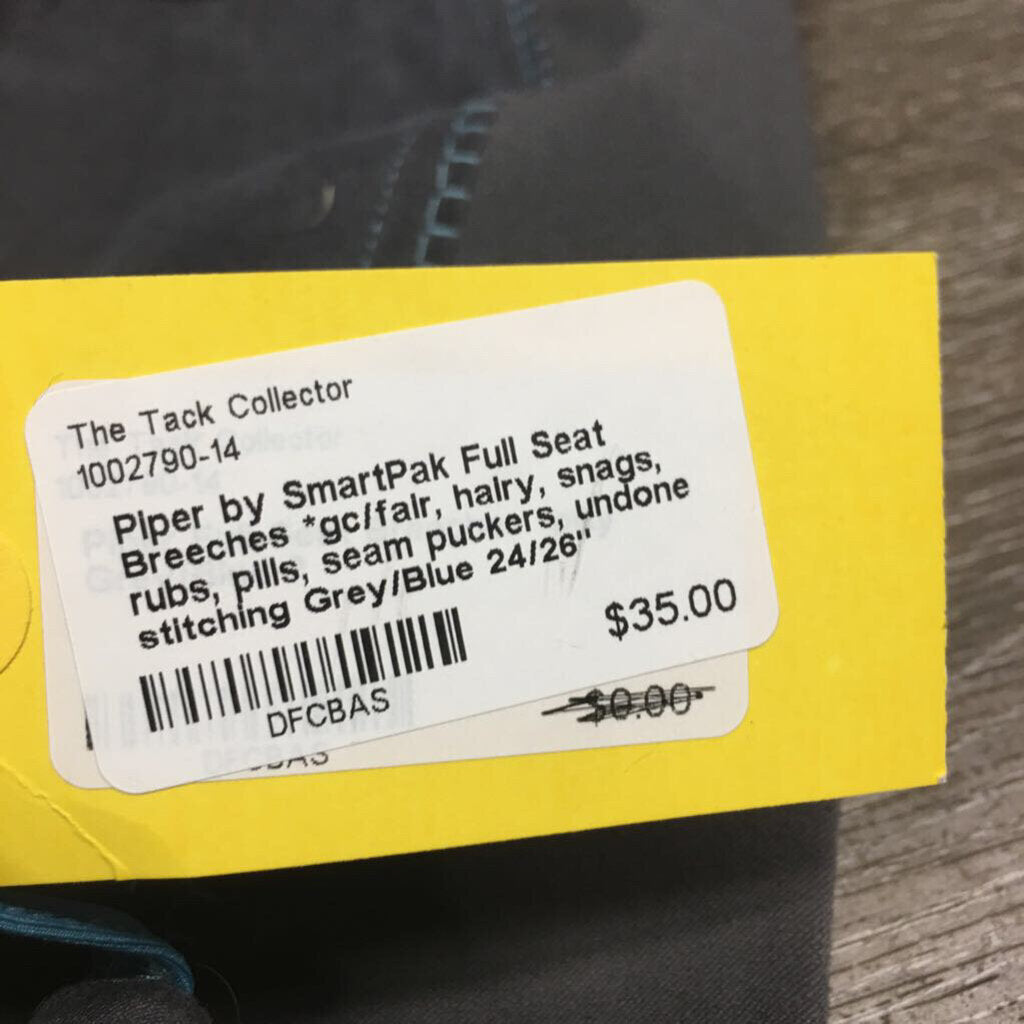 The Tack Collector
1002790-14
Piper by SmartPak Full Seat
Breeches *gc/fair, hairy, snags,
rubs, pills, seam puckers, undone
stitching Grey/Blue 24/26"
$35.00
DFCBAS
$0.00